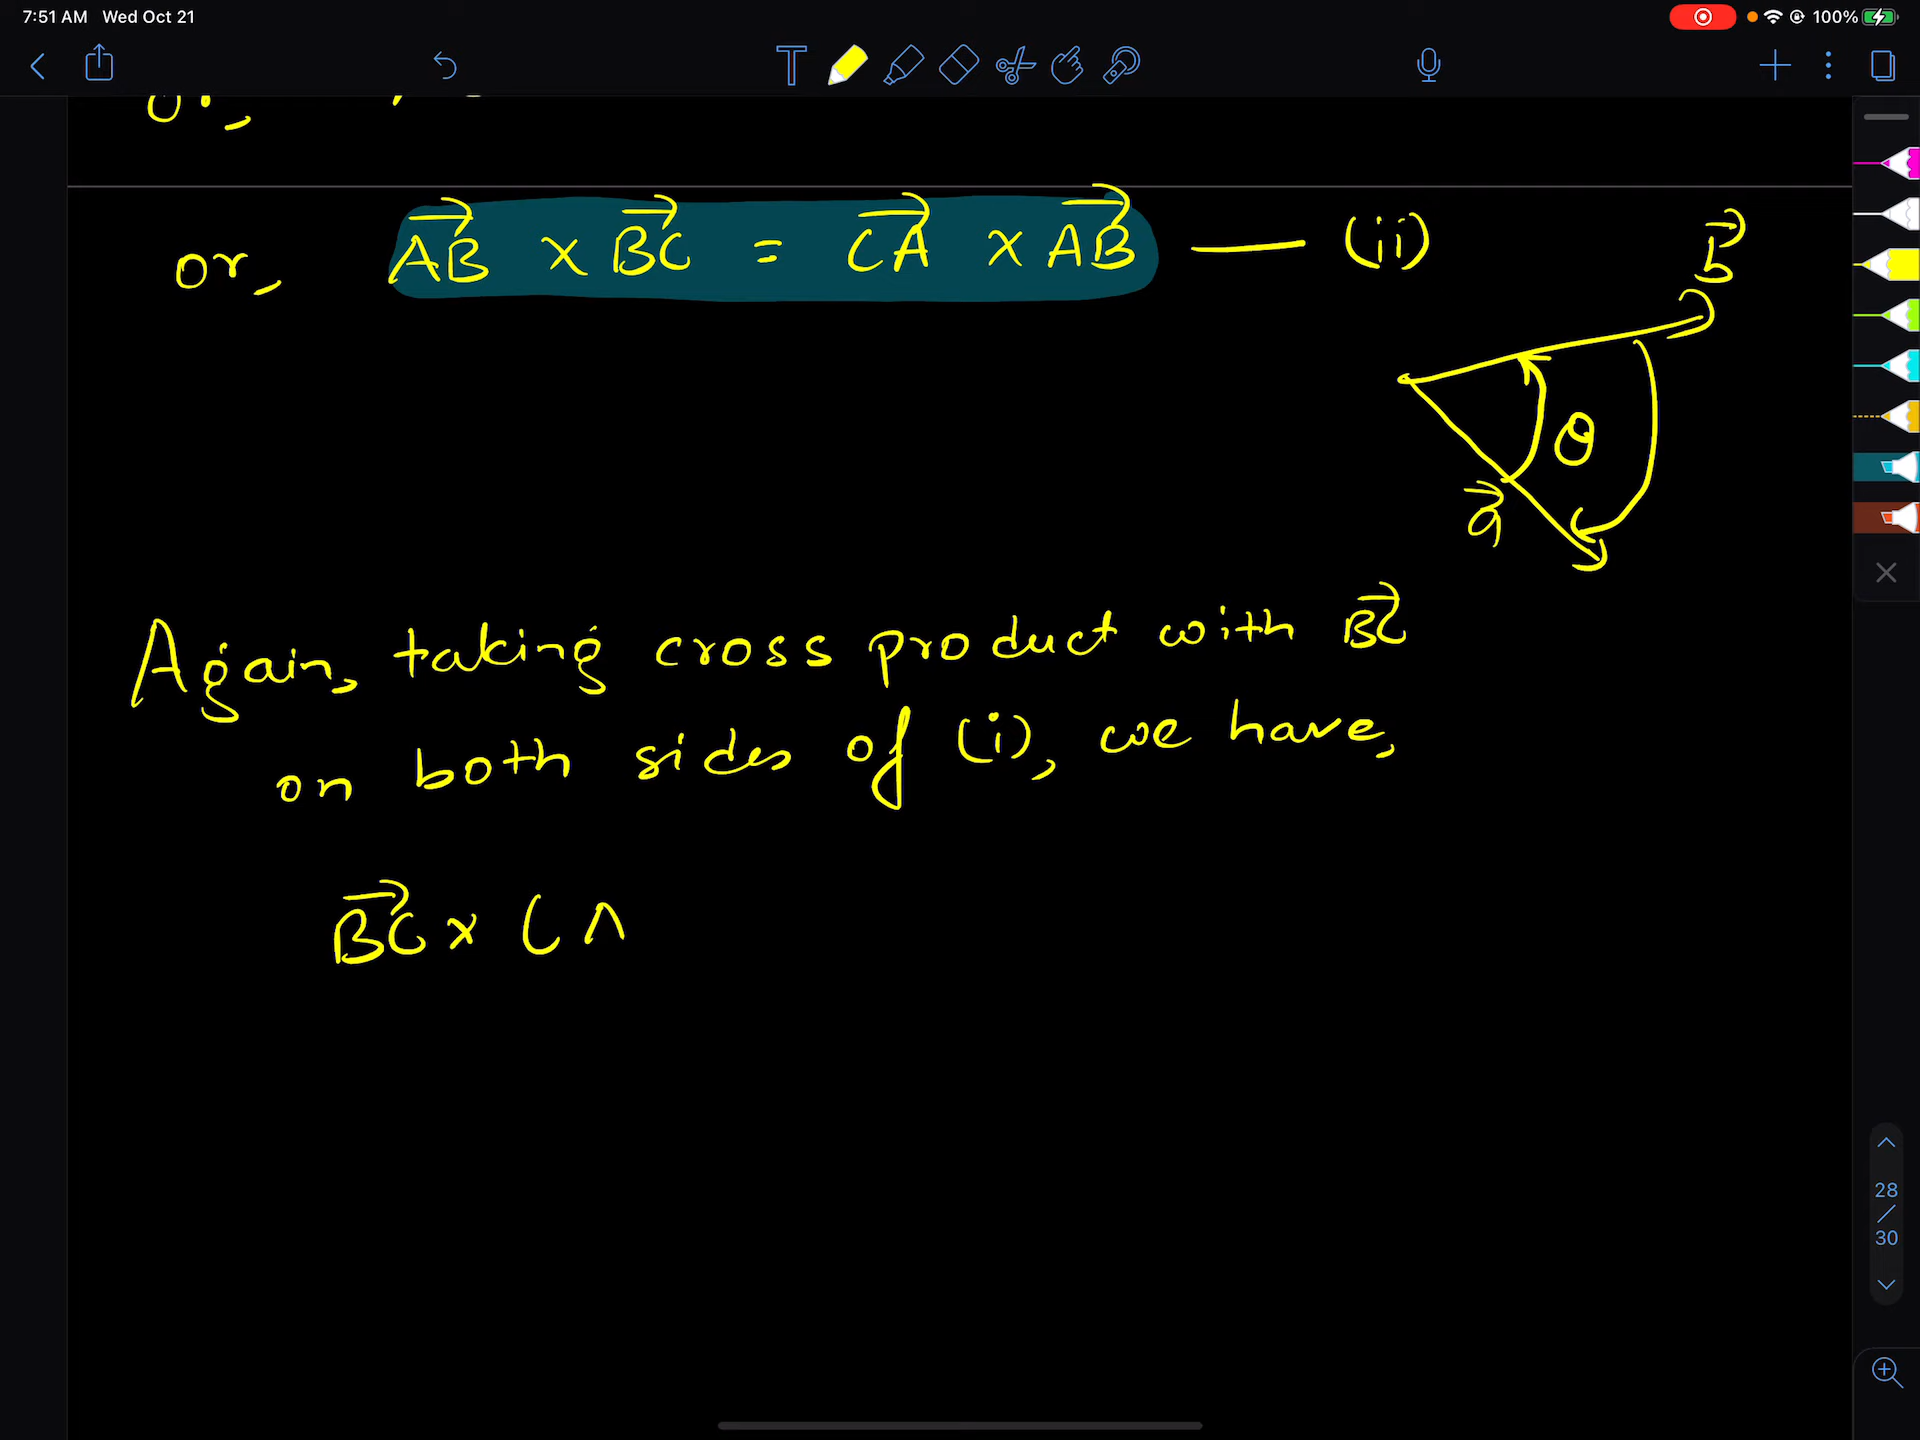 7:51 AM Wed Oct 21
100%
or,
or, AB × BC = CA × AB — (ii)
b
θ
a
Again, taking cross product with BC
on both sides of (i), we have,
BC × ( A
28
/
30